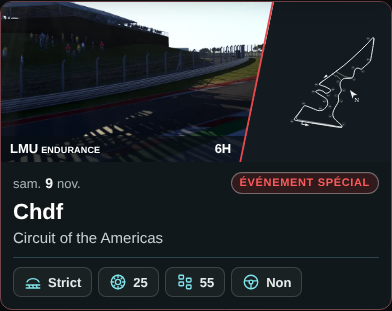 LMU ENDURANCE
6H
N
sam. 9 nov.
ÉVÉNEMENT SPÉCIAL
Chdf
Circuit of the Americas
Strict
25
55
Non